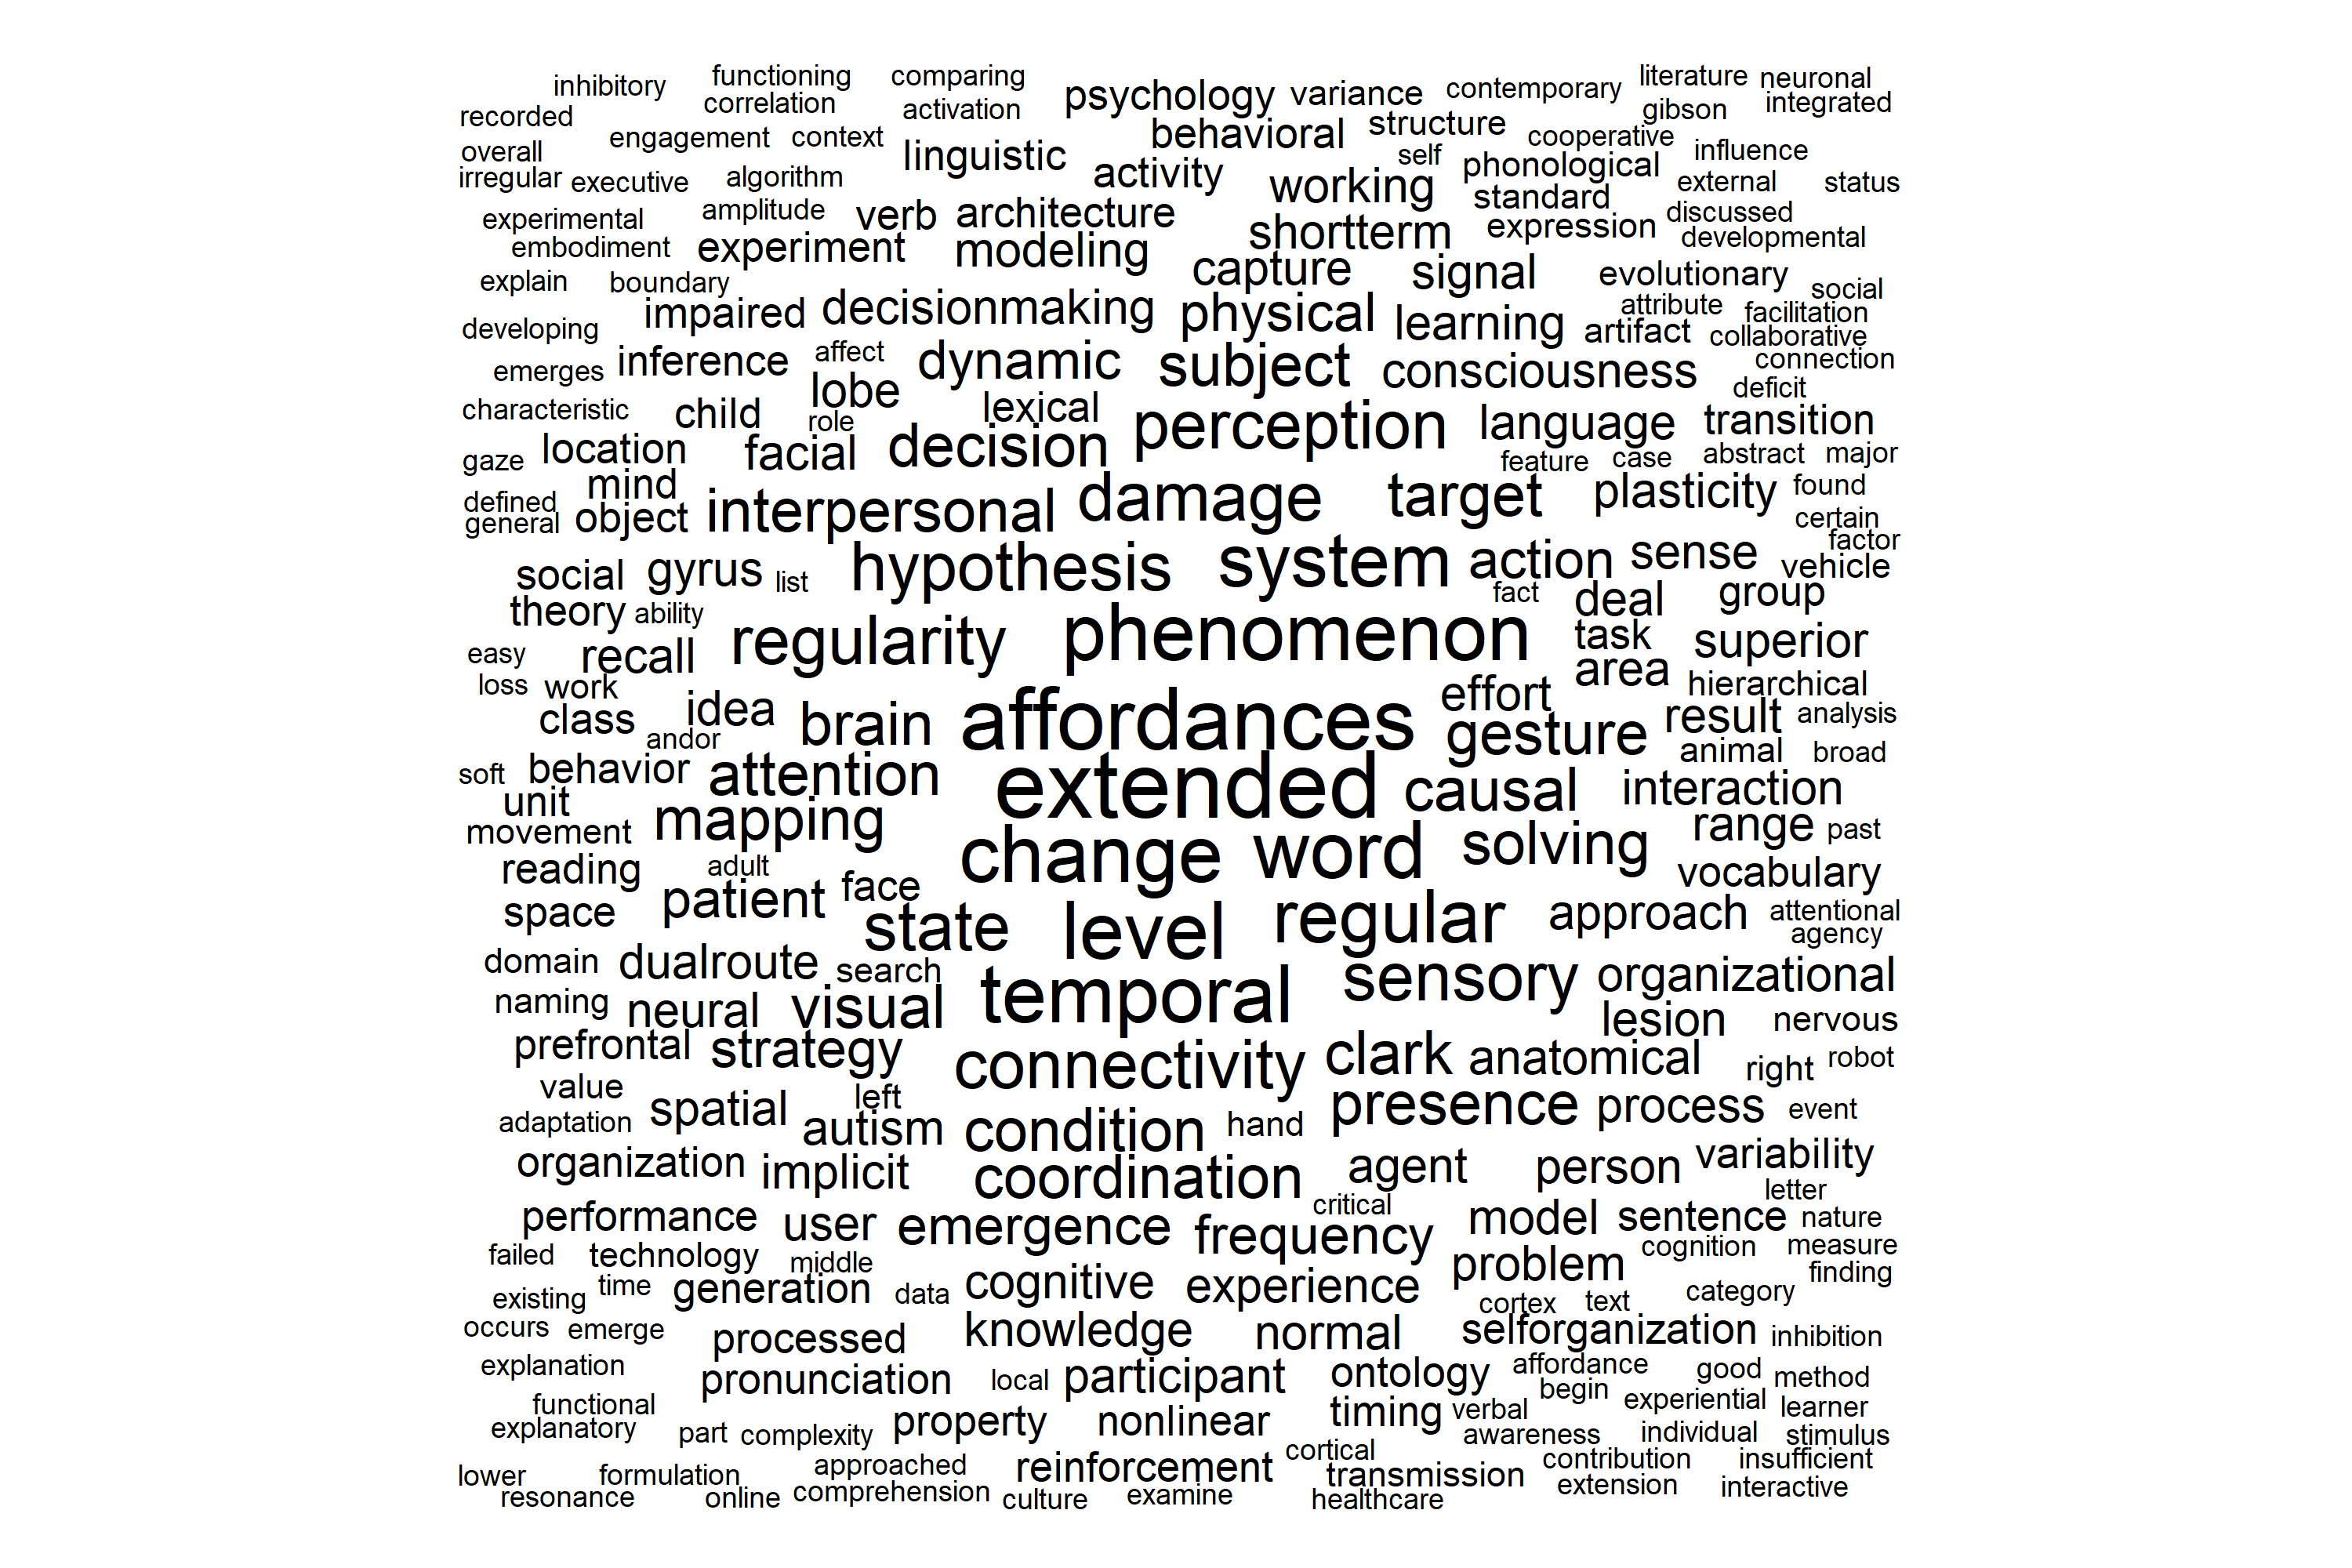 inhibitory functioning comparing psychology variance contemporary literature neuronal
recorded correlation activation gibson integrated
engagement context linguistic behavioral structure cooperative
overall activity self phonological influence
irregular executive algorithm working standard external status
experimental amplitude verb architecture shortterm expression discussed
embodiment experiment modeling developmental
explain boundary capture signal evolutionary social
developing impaired decisionmaking physical learning artifact attribute facilitation
collaborative
emerges inference affect dynamic subject consciousness connection
deficit
characteristic child role lobe lexical perception language transition
gaze location facial decision feature case abstract major
defined mind interpersonal damage target plasticity found
general object certain
social gyrus list hypothesis system action sense factor
vehicle
theory ability regularity phenomenon fact deal group
easy recall task superior
loss work area hierarchical
class idea brain affordances effort gesture result analysis
andor animal broad
soft behavior attention extended causal interaction
unit
movement mapping change word solving range past
reading adult vocabulary
space patient face state level regular approach attentional
agency
domain dualroute search temporal sensory organizational
naming neural visual lesion nervous
prefrontal strategy connectivity clark anatomical right robot
value left
adaptation spatial autism condition hand presence process event
organization implicit coordination agent person variability
letter
performance user emergence frequency critical model sentence nature
failed technology middle problem cognition measure
finding
existing time generation data cognitive experience cortex text category
occurs emerge processed knowledge normal selforganization inhibition
explanation pronunciation local participant ontology affordance good method
functional begin experiential learner
explanatory part complexity property nonlinear timing verbal awareness individual stimulus
lower formulation approached reinforcement cortical transmission contribution insufficient
resonance online comprehension culture examine healthcare extension interactive